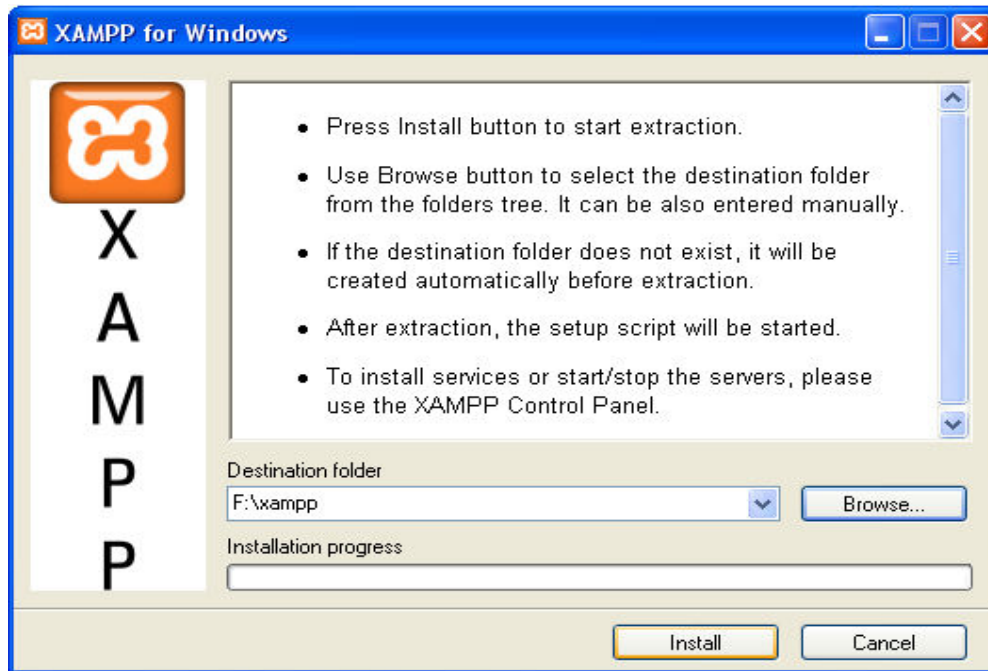 XAMPP for Windows
X
A
M
P
P
• Press Install button to start extraction.
• Use Browse button to select the destination folder
from the folders tree. It can be also entered manually.
• If the destination folder does not exist, it will be
created automatically before extraction.
• After extraction, the setup script will be started.
• To install services or start/stop the servers, please
use the XAMPP Control Panel.
Destination folder
F:\xampp
Browse...
Installation progress
Install
Cancel